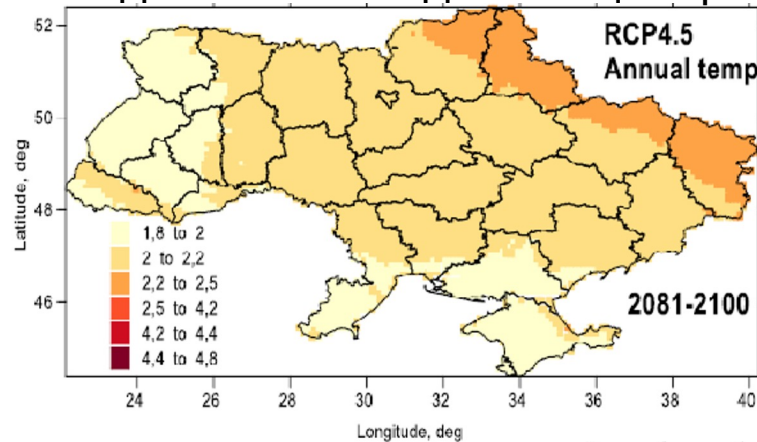 52
RCP4.5
Annual temp
50
Latitude, deg
48
1,8 to 2
2 to 2,2
2,2 to 2,5
2,5 to 4,2
4,2 to 4,4
4,4 to 4,8
46
2081-2100
24 26 28 30 32 34 36 38 40
Longitude, deg